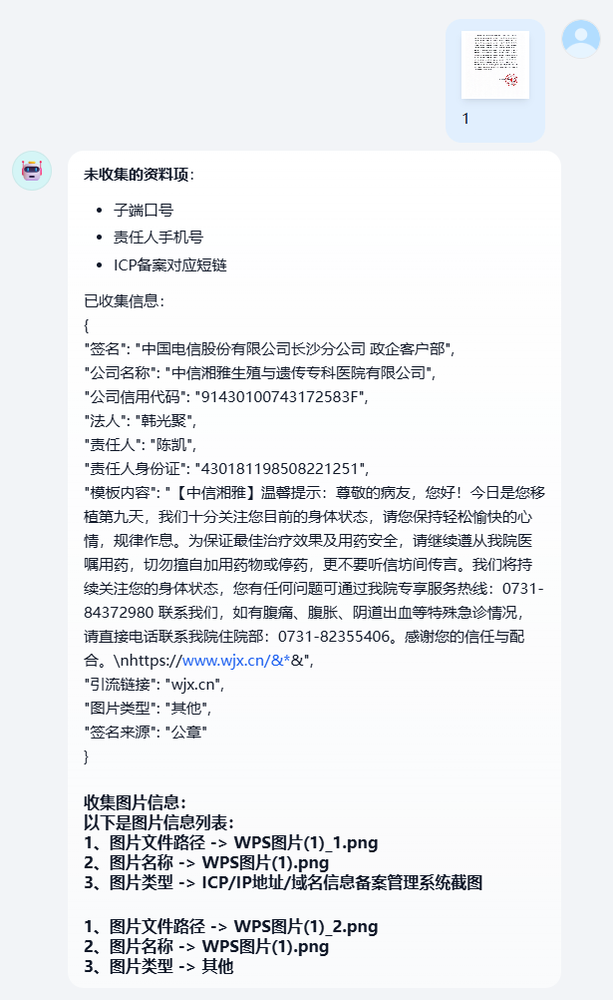 1
未收集的资料项：
子端口号
责任人手机号
ICP备案对应短链
已收集信息：
{
"签名": "中国电信股份有限公司长沙分公司 政企客户部",
"公司名称": "中信湘雅生殖与遗传专科医院有限公司",
"公司信用代码": "91430100743172583F",
"法人": "韩光聚",
"责任人": "陈凯",
"责任人身份证": "430181198508221251",
"模板内容": "【中信湘雅】温馨提示：尊敬的病友，您好！今日是您移
植第九天，我们十分关注您目前的身体状态，请您保持轻松愉快的心
情，规律作息。为保证最佳治疗效果及用药安全，请继续遵从我院医
嘱用药，切勿擅自加用药物或停药，更不要听信坊间传言。我们将持
续关注您的身体状态，您有任何问题可通过我院专享服务热线：0731-
84372980 联系我们，如有腹痛、腹胀、阴道出血等特殊急诊情况，
请直接电话联系我院住院部：0731-82355406。感谢您的信任与配
合。\nhttps://www.wjx.cn/&*&",
"引流链接": "wjx.cn",
"图片类型": "其他",
"签名来源": "公章"
}
收集图片信息：
以下是图片信息列表：
1、图片文件路径 -> WPS图片(1)_1.png
2、图片名称 -> WPS图片(1).png
3、图片类型 -> ICP/IP地址/域名信息备案管理系统截图
1、图片文件路径 -> WPS图片(1)_2.png
2、图片名称 -> WPS图片(1).png
3、图片类型 -> 其他